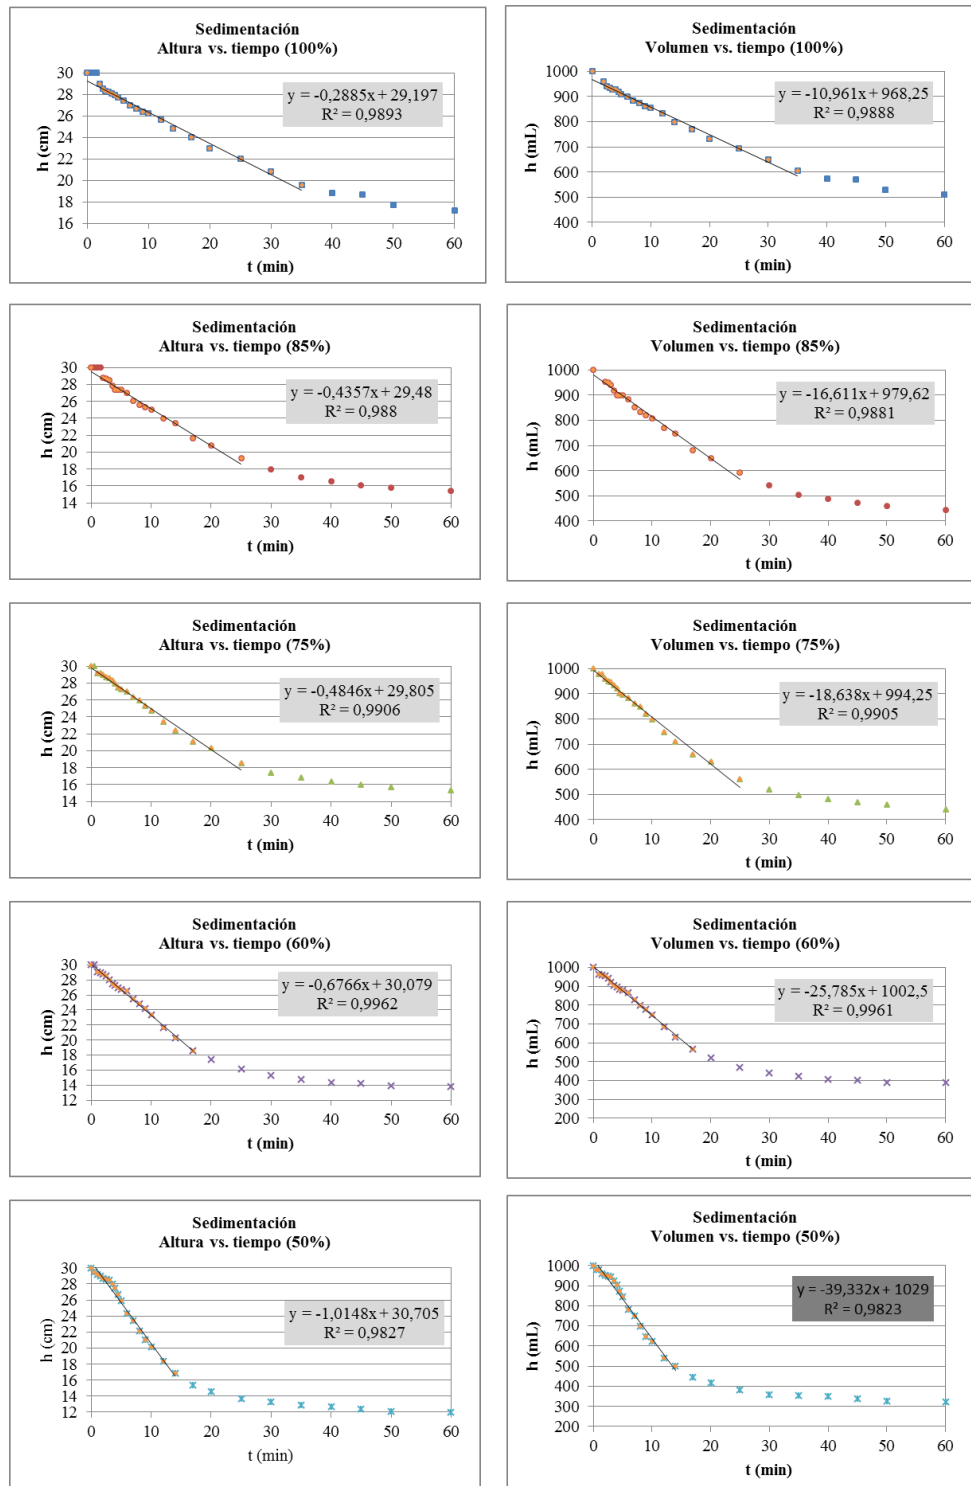 Sedimentación
Altura vs. tiempo (100%)
30
28
26
24
22
20
18
16
h (cm)
y = -0,2885x + 29,197
R² = 0,9893
0 10 20 30 40 50 60
t (min)
Sedimentación
Volumen vs. tiempo (100%)
1000
900
800
700
600
500
400
h (mL)
y = -10,961x + 968,25
R² = 0,9888
0 10 20 30 40 50 60
t (min)
Sedimentación
Altura vs. tiempo (85%)
30
28
26
24
22
20
18
16
14
h (cm)
y = -0,4357x + 29,48
R² = 0,988
0 10 20 30 40 50 60
t (min)
Sedimentación
Volumen vs. tiempo (85%)
1000
900
800
700
600
500
400
h (mL)
y = -16,611x + 979,62
R² = 0,9881
0 10 20 30 40 50 60
t (min)
Sedimentación
Altura vs. tiempo (75%)
30
28
26
24
22
20
18
16
14
h (cm)
y = -0,4846x + 29,805
R² = 0,9906
0 10 20 30 40 50 60
t (min)
Sedimentación
Volumen vs. tiempo (75%)
1000
900
800
700
600
500
400
h (mL)
y = -18,638x + 994,25
R² = 0,9905
0 10 20 30 40 50 60
t (min)
Sedimentación
Altura vs. tiempo (60%)
30
28
26
24
22
20
18
16
14
12
h (cm)
y = -0,6766x + 30,079
R² = 0,9962
0 10 20 30 40 50 60
t (min)
Sedimentación
Volumen vs. tiempo (60%)
1000
900
800
700
600
500
400
300
200
h (mL)
y = -25,785x + 1002,5
R² = 0,9961
0 10 20 30 40 50 60
t (min)
Sedimentación
Altura vs. tiempo (50%)
30
28
26
24
22
20
18
16
14
12
h (cm)
y = -1,0148x + 30,705
R² = 0,9827
0 10 20 30 40 50 60
t (min)
Sedimentación
Volumen vs. tiempo (50%)
1000
900
800
700
600
500
400
300
200
h (mL)
y = -39,332x + 1029
R² = 0,9823
0 10 20 30 40 50 60
t (min)